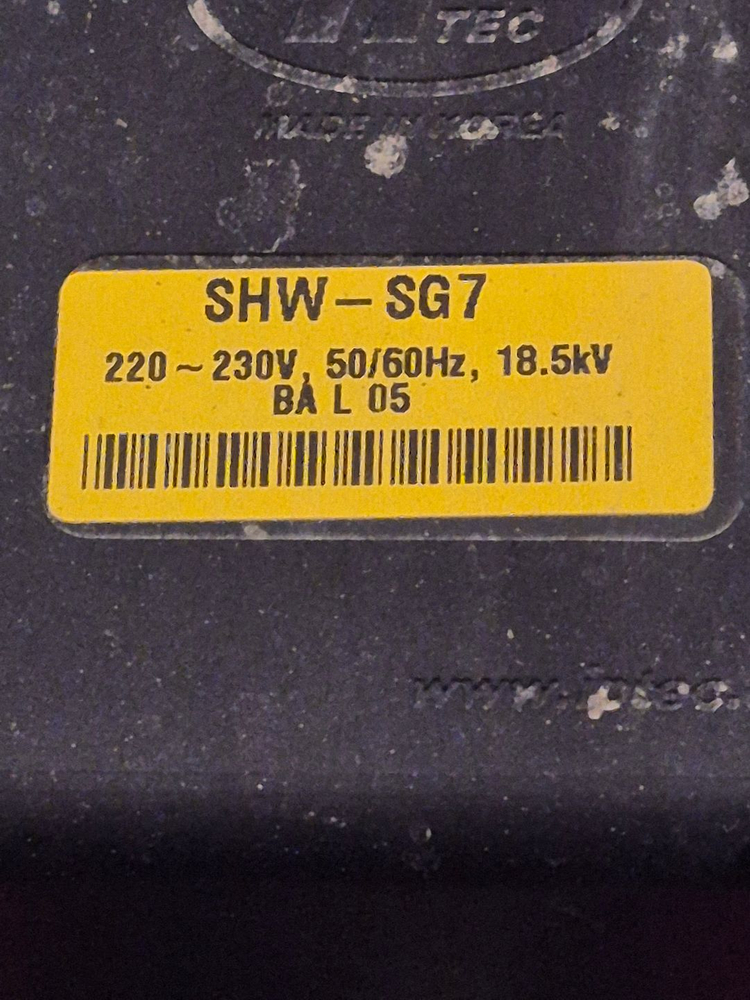 TEC
MADE IN KOREA
SHW-SG7
220~230V, 50/60Hz, 18.5kV
BA L 05